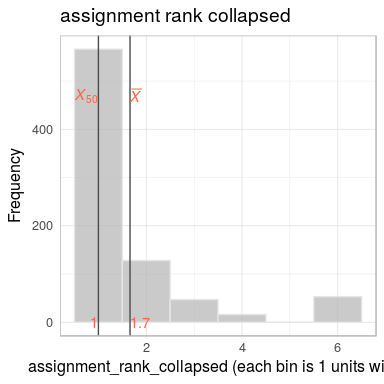 assignment rank collapsed
Frequency
400
200
0
X50
X̅
1
1.7
2
4
6
assignment_rank_collapsed (each bin is 1 units wi